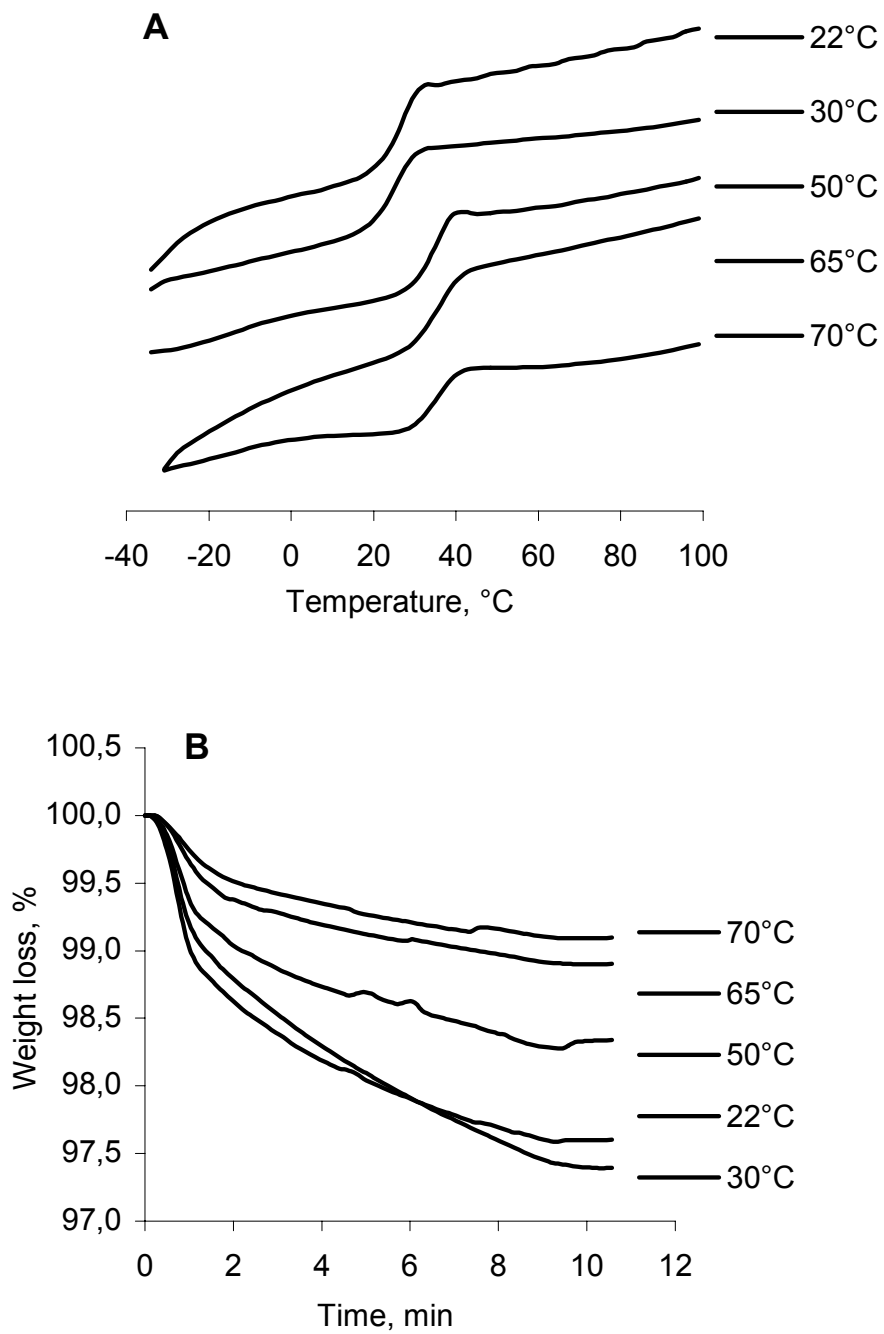 A
22°C
30°C
50°C
65°C
70°C
-40 -20 0 20 40 60 80 100
Temperature, °C
B
100,5
100,0
99,5
99,0
98,5
98,0
97,5
97,0
Weight loss, %
70°C
65°C
50°C
22°C
30°C
0 2 4 6 8 10 12
Time, min